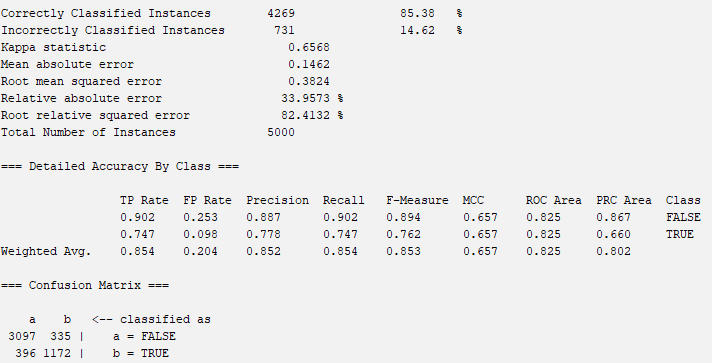 Correctly Classified Instances        4269               85.38   %
Incorrectly Classified Instances       731               14.62   %
Kappa statistic                          0.6568
Mean absolute error                      0.1462
Root mean squared error                  0.3824
Relative absolute error                 33.9573 %
Root relative squared error             82.4132 %
Total Number of Instances             5000
=== Detailed Accuracy By Class ===
TP Rate  FP Rate  Precision  Recall   F-Measure  MCC      ROC Area  PRC Area  Class
0.902    0.253    0.887      0.902    0.894      0.657    0.825     0.867     FALSE
0.747    0.098    0.778      0.747    0.762      0.657    0.825     0.660     TRUE
Weighted Avg.    0.854    0.204    0.852      0.854    0.853      0.657    0.825     0.802
=== Confusion Matrix ===
a    b   <-- classified as
3097  335 |    a = FALSE
396 1172 |    b = TRUE